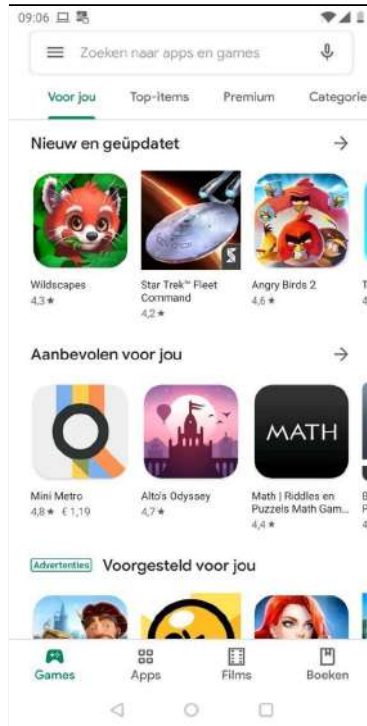 09:06
Zoeken naar apps en games
Voor jou Top-items Premium Categorie
Nieuw en geüpdatet
Wildscapes
4,3★
Star Trek™ Fleet
Command
4,2★
Angry Birds 2
4,6★
Aanbevolen voor jou
MATH
Mini Metro
4,8★ €1,19
Alto's Odyssey
4,7★
Math | Riddles en
Puzzels Math Gam...
4,4★
Advertenties Voorgesteld voor jou
Games Apps Films Boeken